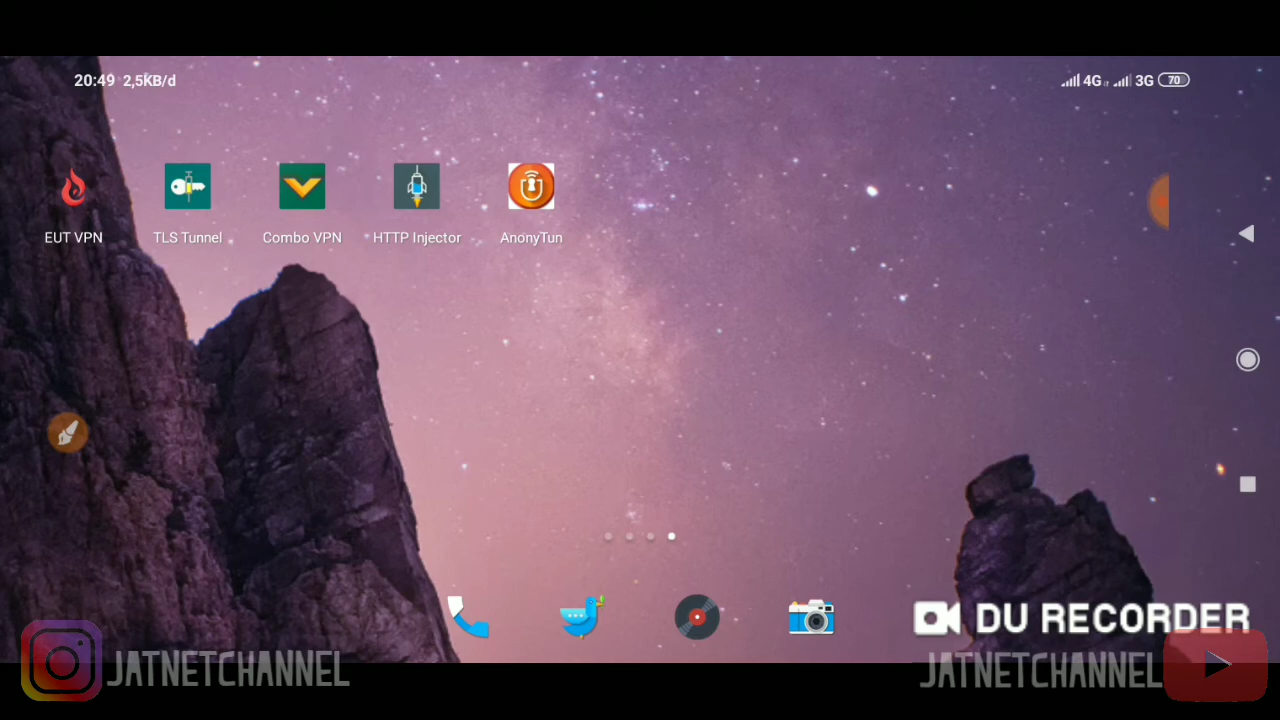 20:49 2,5KB/d
4G 3G 70
EUT VPN TLS Tunnel Combo VPN HTTP Injector AnonyTun
DU RECORDER
JATNETCHANNEL
JATNETCHANNEL